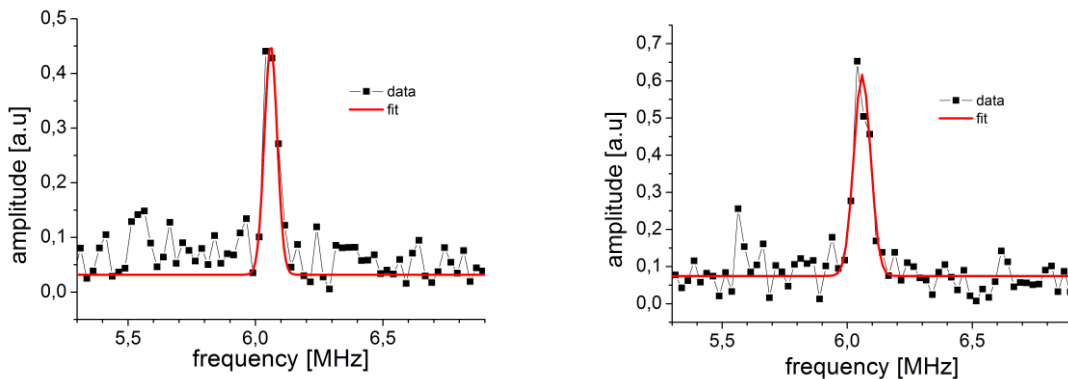 0,5
0,4
0,3
0,2
0,1
0,0
amplitude [a.u]
data
fit
5,5 6,0 6,5
frequency [MHz]
0,7
0,6
0,5
0,4
0,3
0,2
0,1
0,0
amplitude [a.u]
data
fit
5,5 6,0 6,5
frequency [MHz]